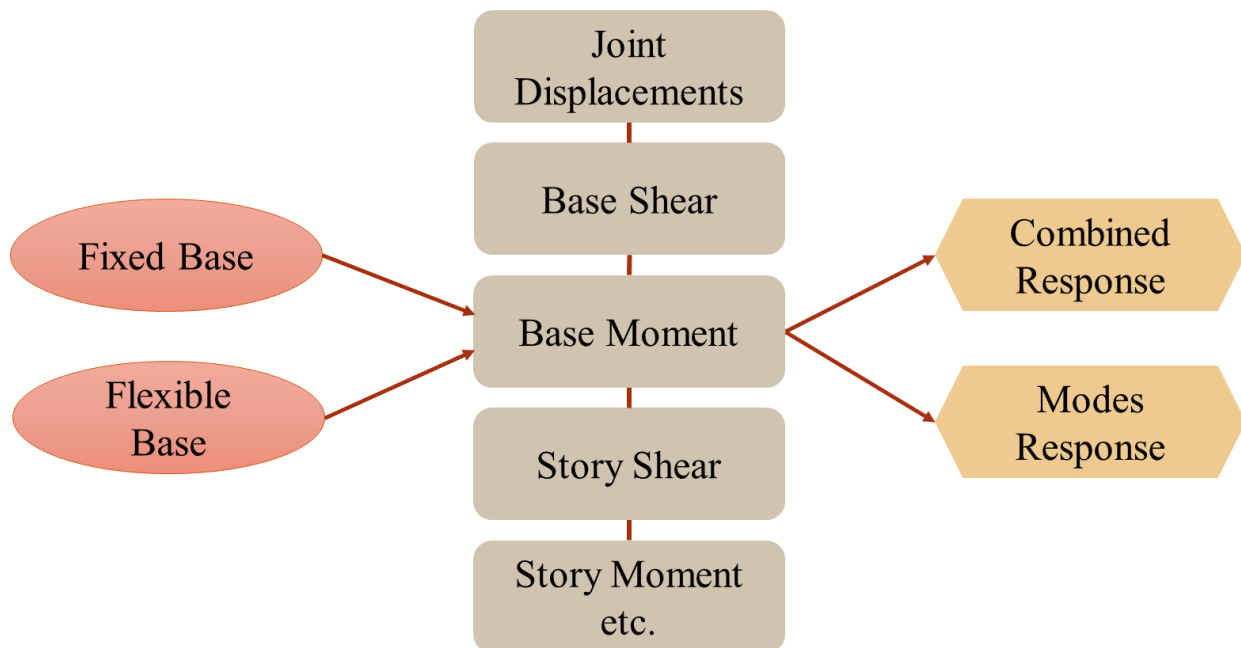 Joint
Displacements
Base Shear
Fixed Base
Base Moment
Flexible
Base
Story Shear
Story Moment
etc.
Combined
Response
Modes
Response